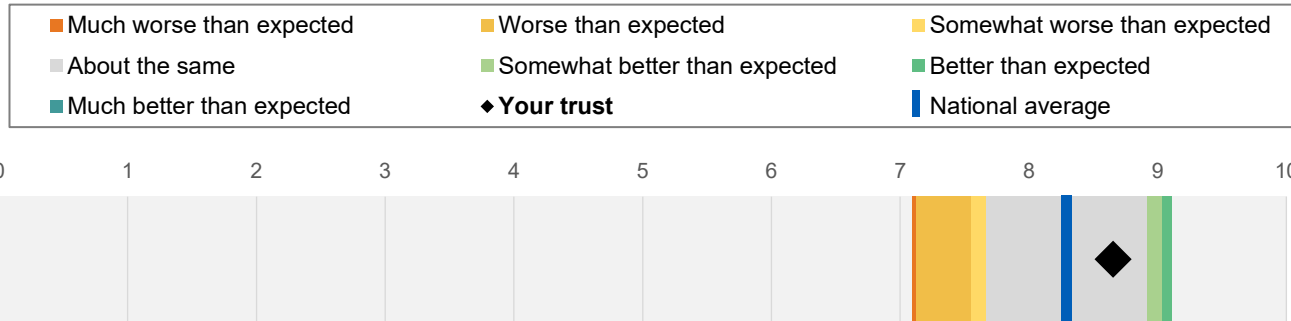 Much worse than expected Worse than expected Somewhat worse than expected
About the same Somewhat better than expected Better than expected
Much better than expected Your trust National average
0 1 2 3 4 5 6 7 8 9 10